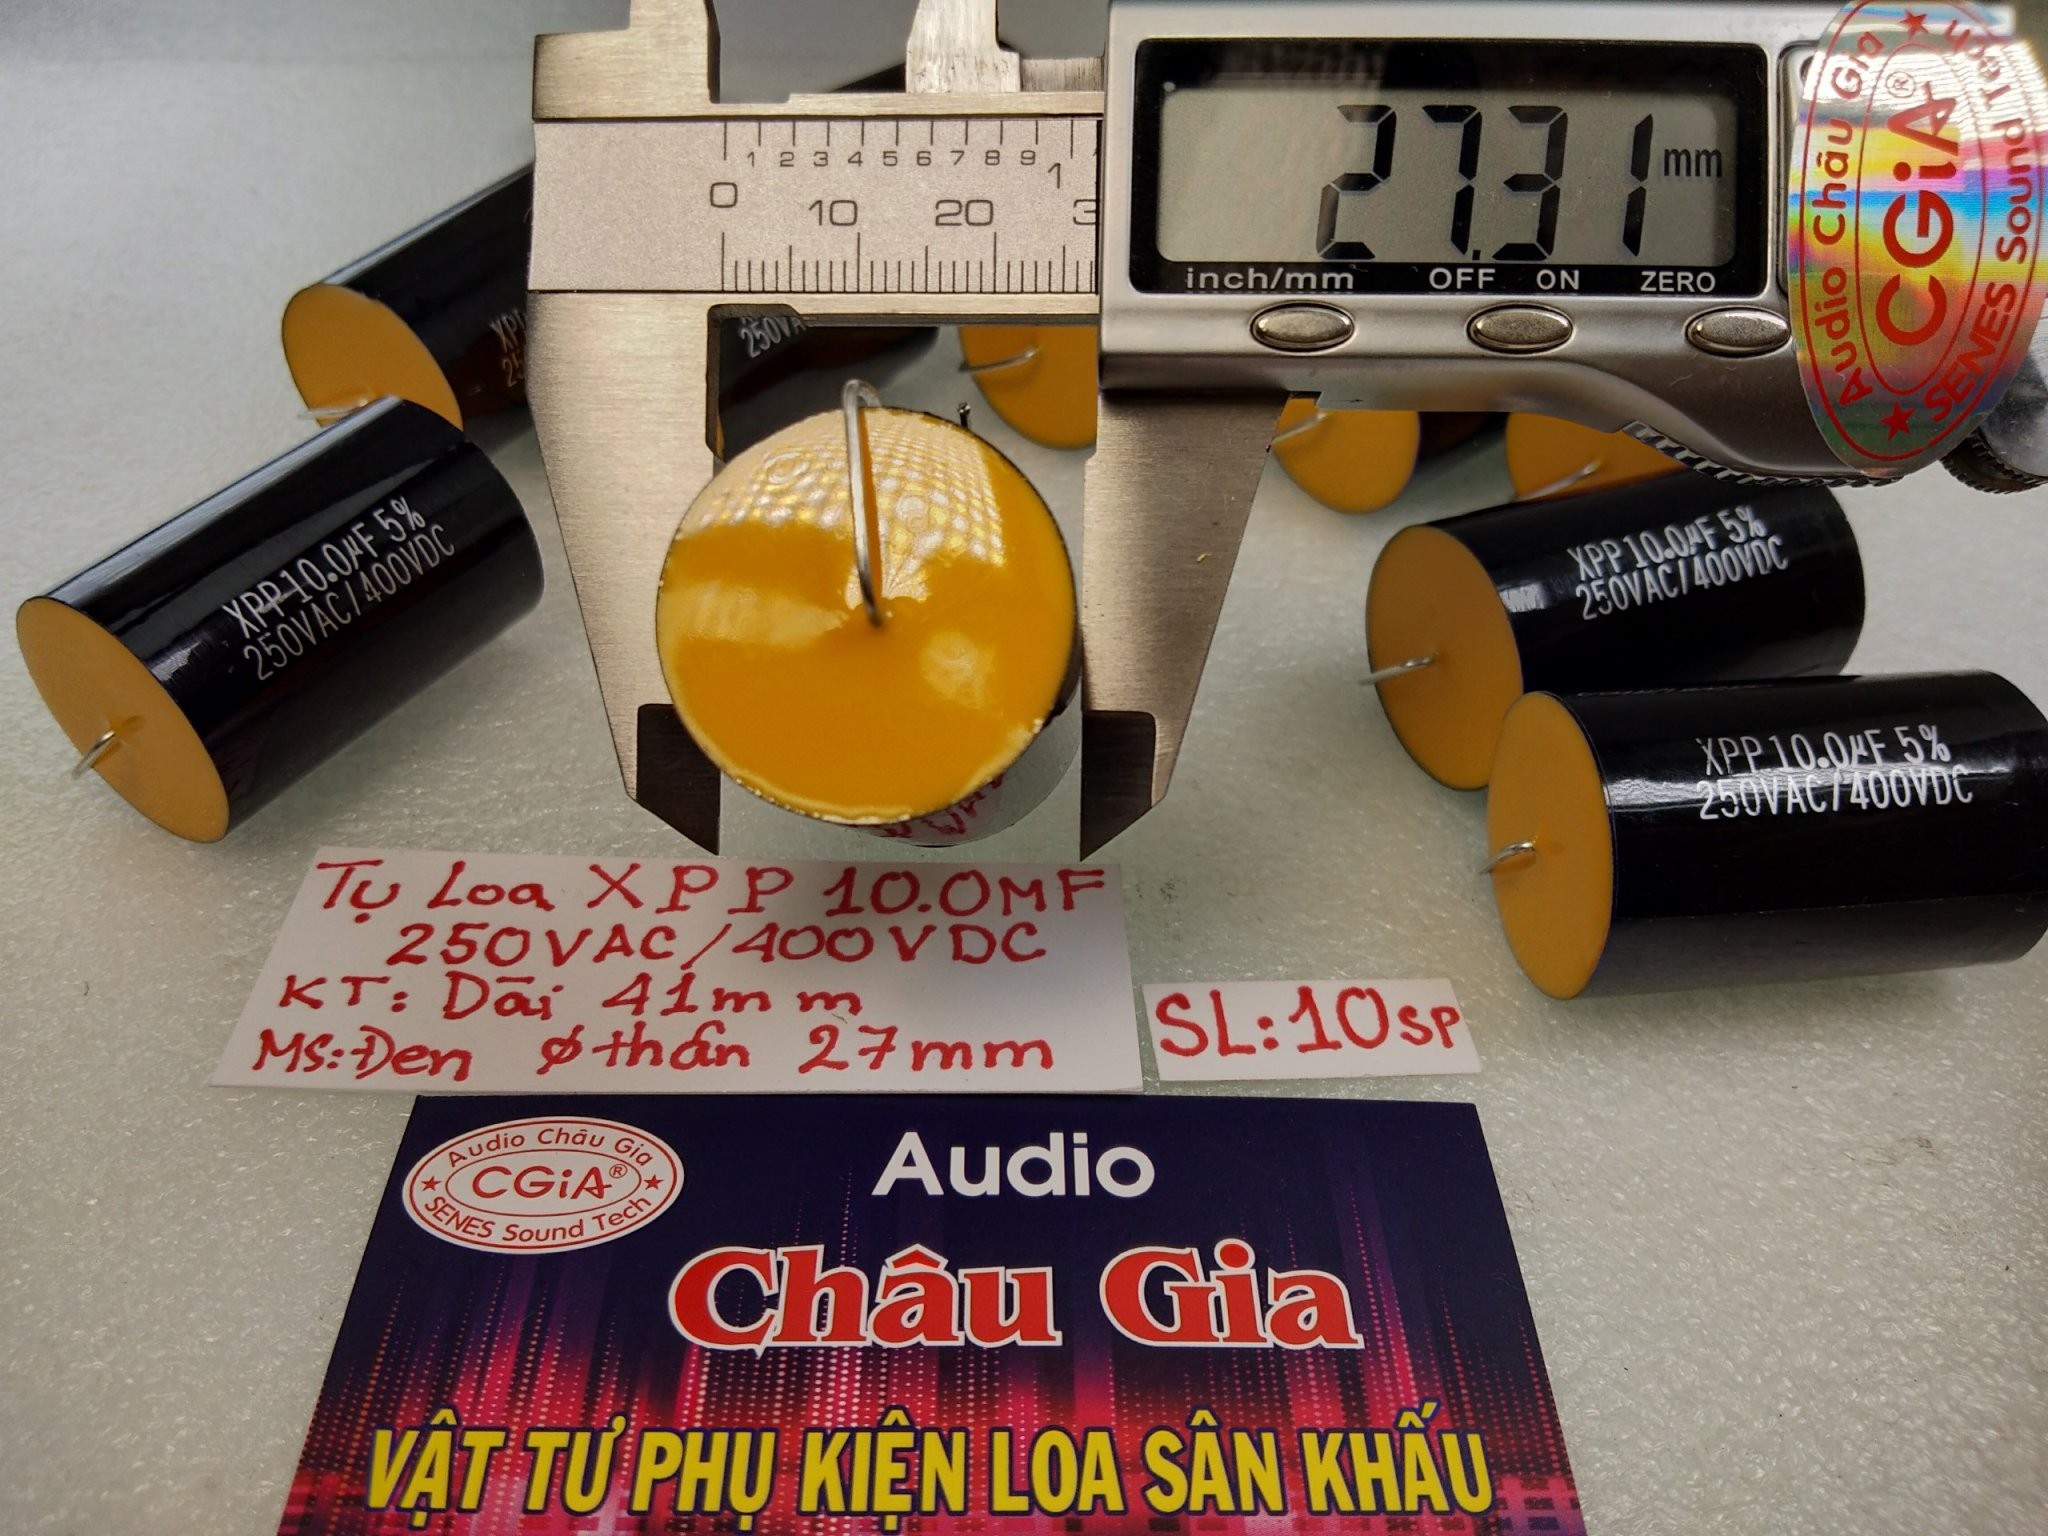 1 2 3 4 5 6 7 8 9 1
0 10 20
27.31 mm
inch/mm OFF ON ZERO
Audio Châu Gia
CGiA®
SENES Sound Tech
250VA
XPP 10.0µF 5%
250VAC/400VDC
XPP 10.0µF 5%
250VAC/400VDC
XPP 10.0µF 5%
250VAC/400VDC
Tụ Loa XPP 10.0MF
250VAC/400VDC
KT: Dài 41mm
MS: Đen ø thân 27mm
SL: 10SP
Audio Châu Gia
CGiA®
SENES Sound Tech
Audio
Châu Gia
VẬT TƯ PHỤ KIỆN LOA SÂN KHẤU